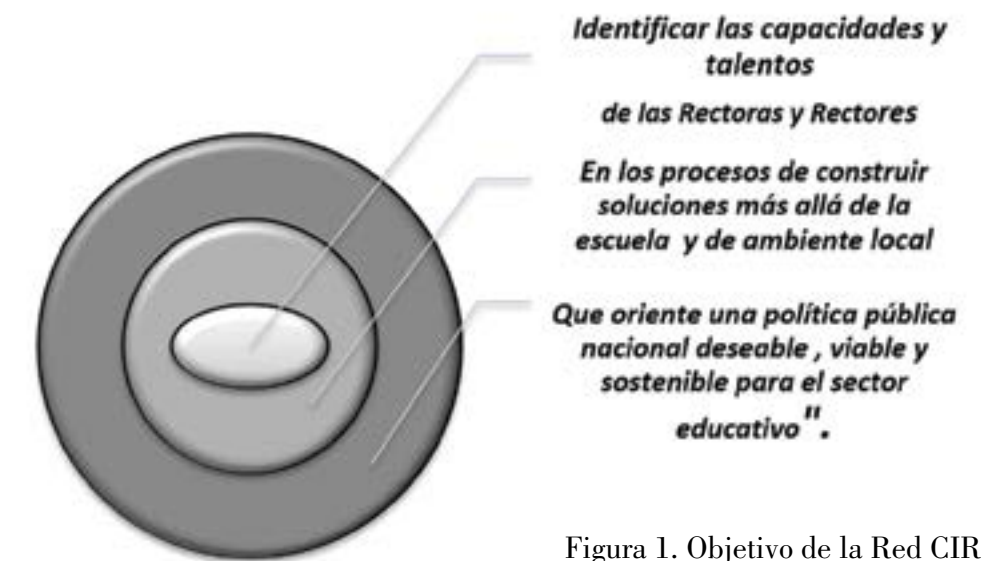 Identificar las capacidades y
talentos
de las Rectoras y Rectores
En los procesos de construir
soluciones más allá de la
escuela y de ambiente local
Que oriente una política pública
nacional deseable , viable y
sostenible para el sector
educativo".
Figura 1. Objetivo de la Red CIR